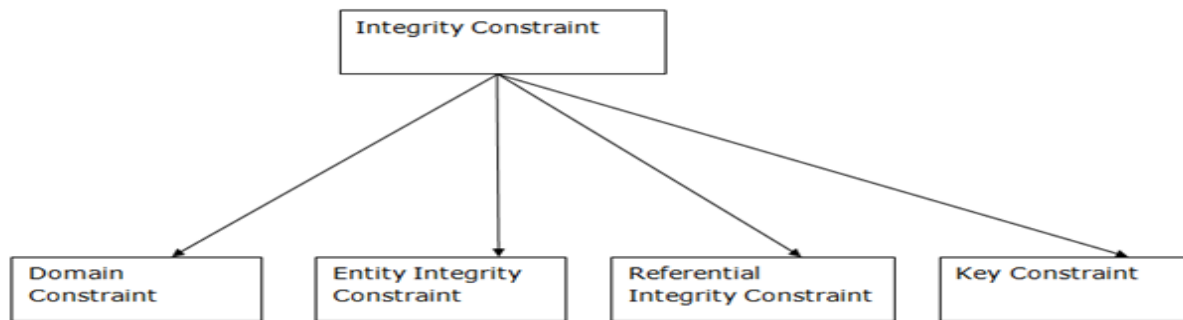 Integrity Constraint
Domain
Constraint
Entity Integrity
Constraint
Referential
Integrity Constraint
Key Constraint